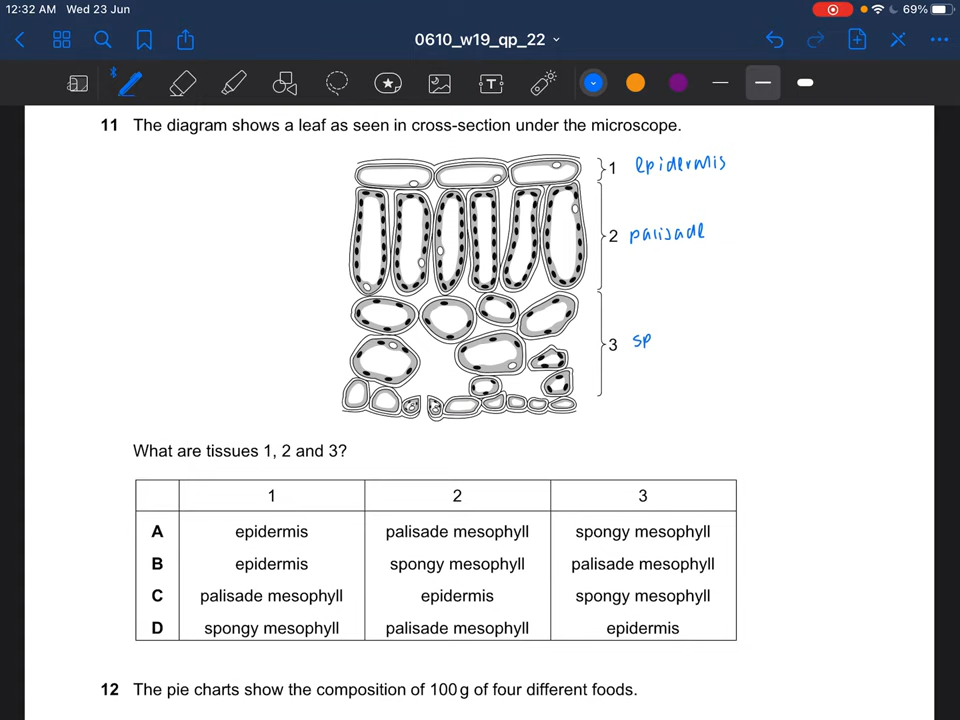 12:32 AM Wed 23 Jun
69%
0610_w19_qp_22
T
11 The diagram shows a leaf as seen in cross-section under the microscope.
1 epidermis
2 palisade
3 sp
What are tissues 1, 2 and 3?
1 2 3
A epidermis palisade mesophyll spongy mesophyll
B epidermis spongy mesophyll palisade mesophyll
C palisade mesophyll epidermis spongy mesophyll
D spongy mesophyll palisade mesophyll epidermis
12 The pie charts show the composition of 100 g of four different foods.